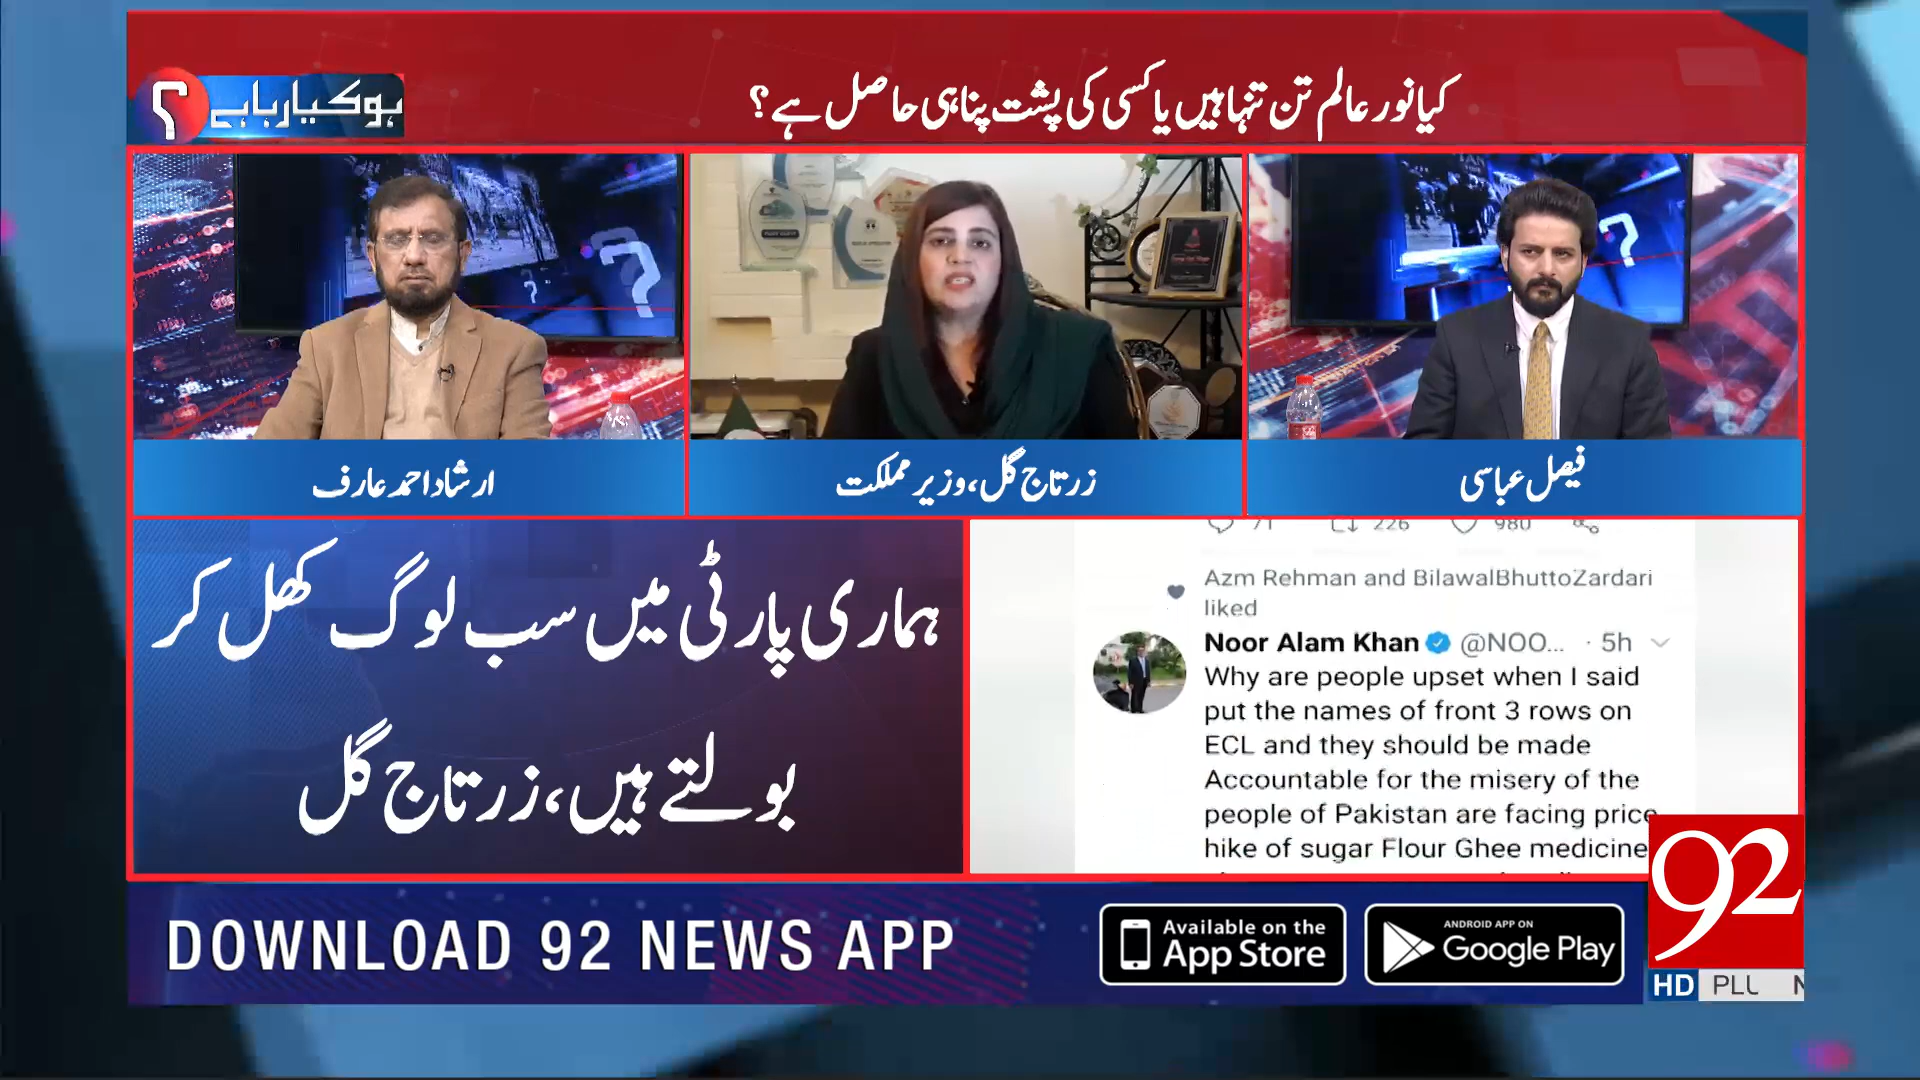 کیا نور عالم تن تنہا ہیں یا کسی کی پشت پناہی حاصل ہے؟
ہو کیا رہا ہے ؟
ارشاد احمد عارف
زرتاج گل، وزیر مملکت
فیصل عباسی
ہماری پارٹی میں سب لوگ کھل کر
بولتے ہیں، زرتاج گل
71 226 980
Azm Rehman and BilawalBhuttoZardari
liked
Noor Alam Khan @NOO... · 5h
Why are people upset when I said
put the names of front 3 rows on
ECL and they should be made
Accountable for the misery of the
people of Pakistan are facing price
hike of sugar Flour Ghee medicine
DOWNLOAD 92 NEWS APP
Available on the
App Store
ANDROID APP ON
Google Play
92
HD PLU